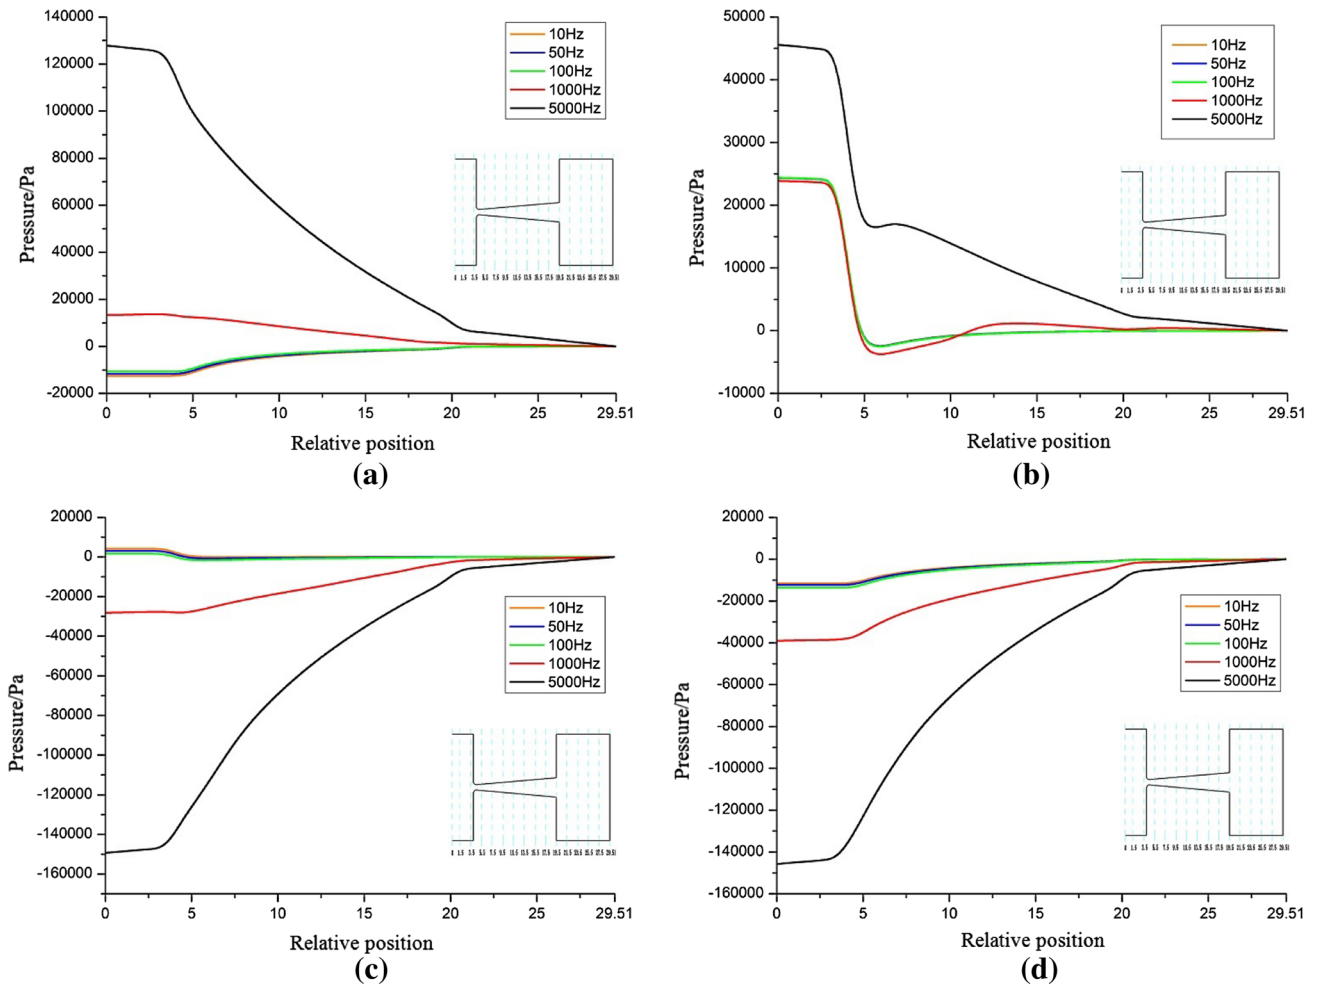 140000
120000
100000
80000
60000
40000
20000
0
-20000
Pressure/Pa
10Hz
50Hz
100Hz
1000Hz
5000Hz
0 5 10 15 20 25 29.51
Relative position
(a)
50000
40000
30000
20000
10000
0
-10000
Pressure/Pa
10Hz
50Hz
100Hz
1000Hz
5000Hz
0 5 10 15 20 25 29.51
Relative position
(b)
20000
0
-20000
-40000
-60000
-80000
-100000
-120000
-140000
-160000
Pressure/Pa
10Hz
50Hz
100Hz
1000Hz
5000Hz
0 5 10 15 20 25 29.51
Relative position
(c)
20000
0
-20000
-40000
-60000
-80000
-100000
-120000
-140000
-160000
Pressure/Pa
10Hz
50Hz
100Hz
1000Hz
5000Hz
0 5 10 15 20 25 29.51
Relative position
(d)